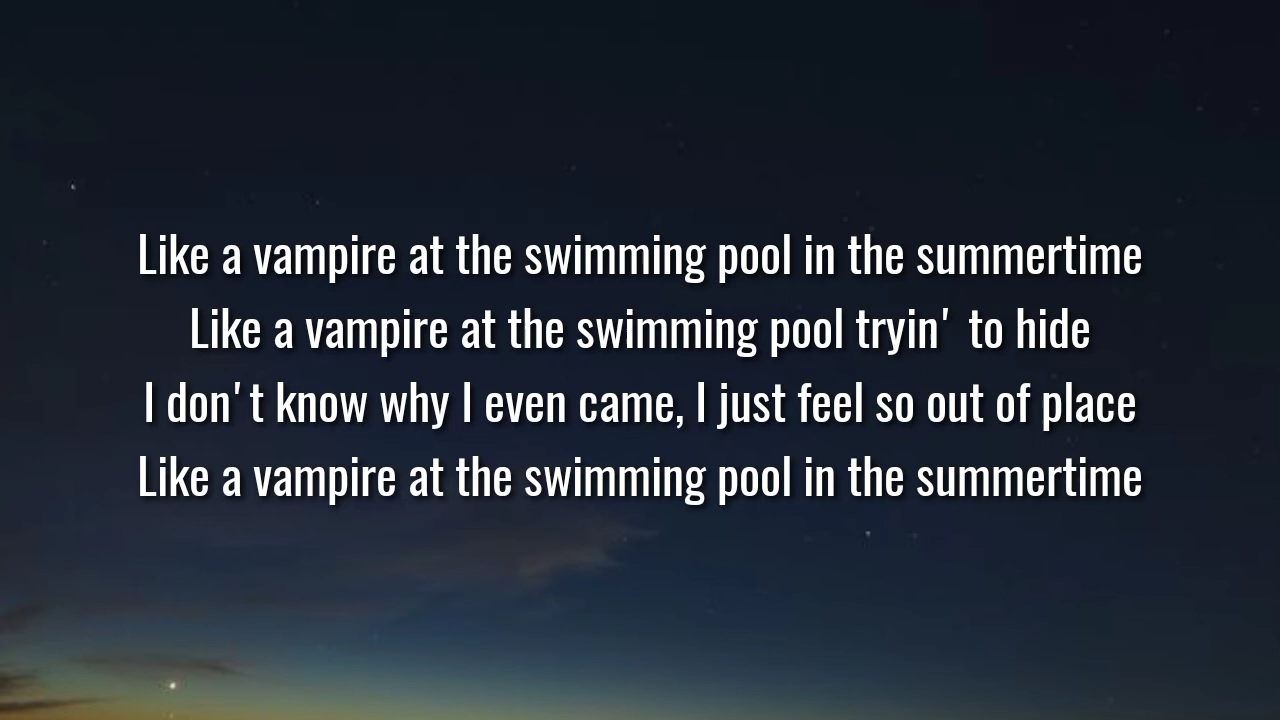 Like a vampire at the swimming pool in the summertime
Like a vampire at the swimming pool tryin' to hide
I don't know why I even came, I just feel so out of place
Like a vampire at the swimming pool in the summertime